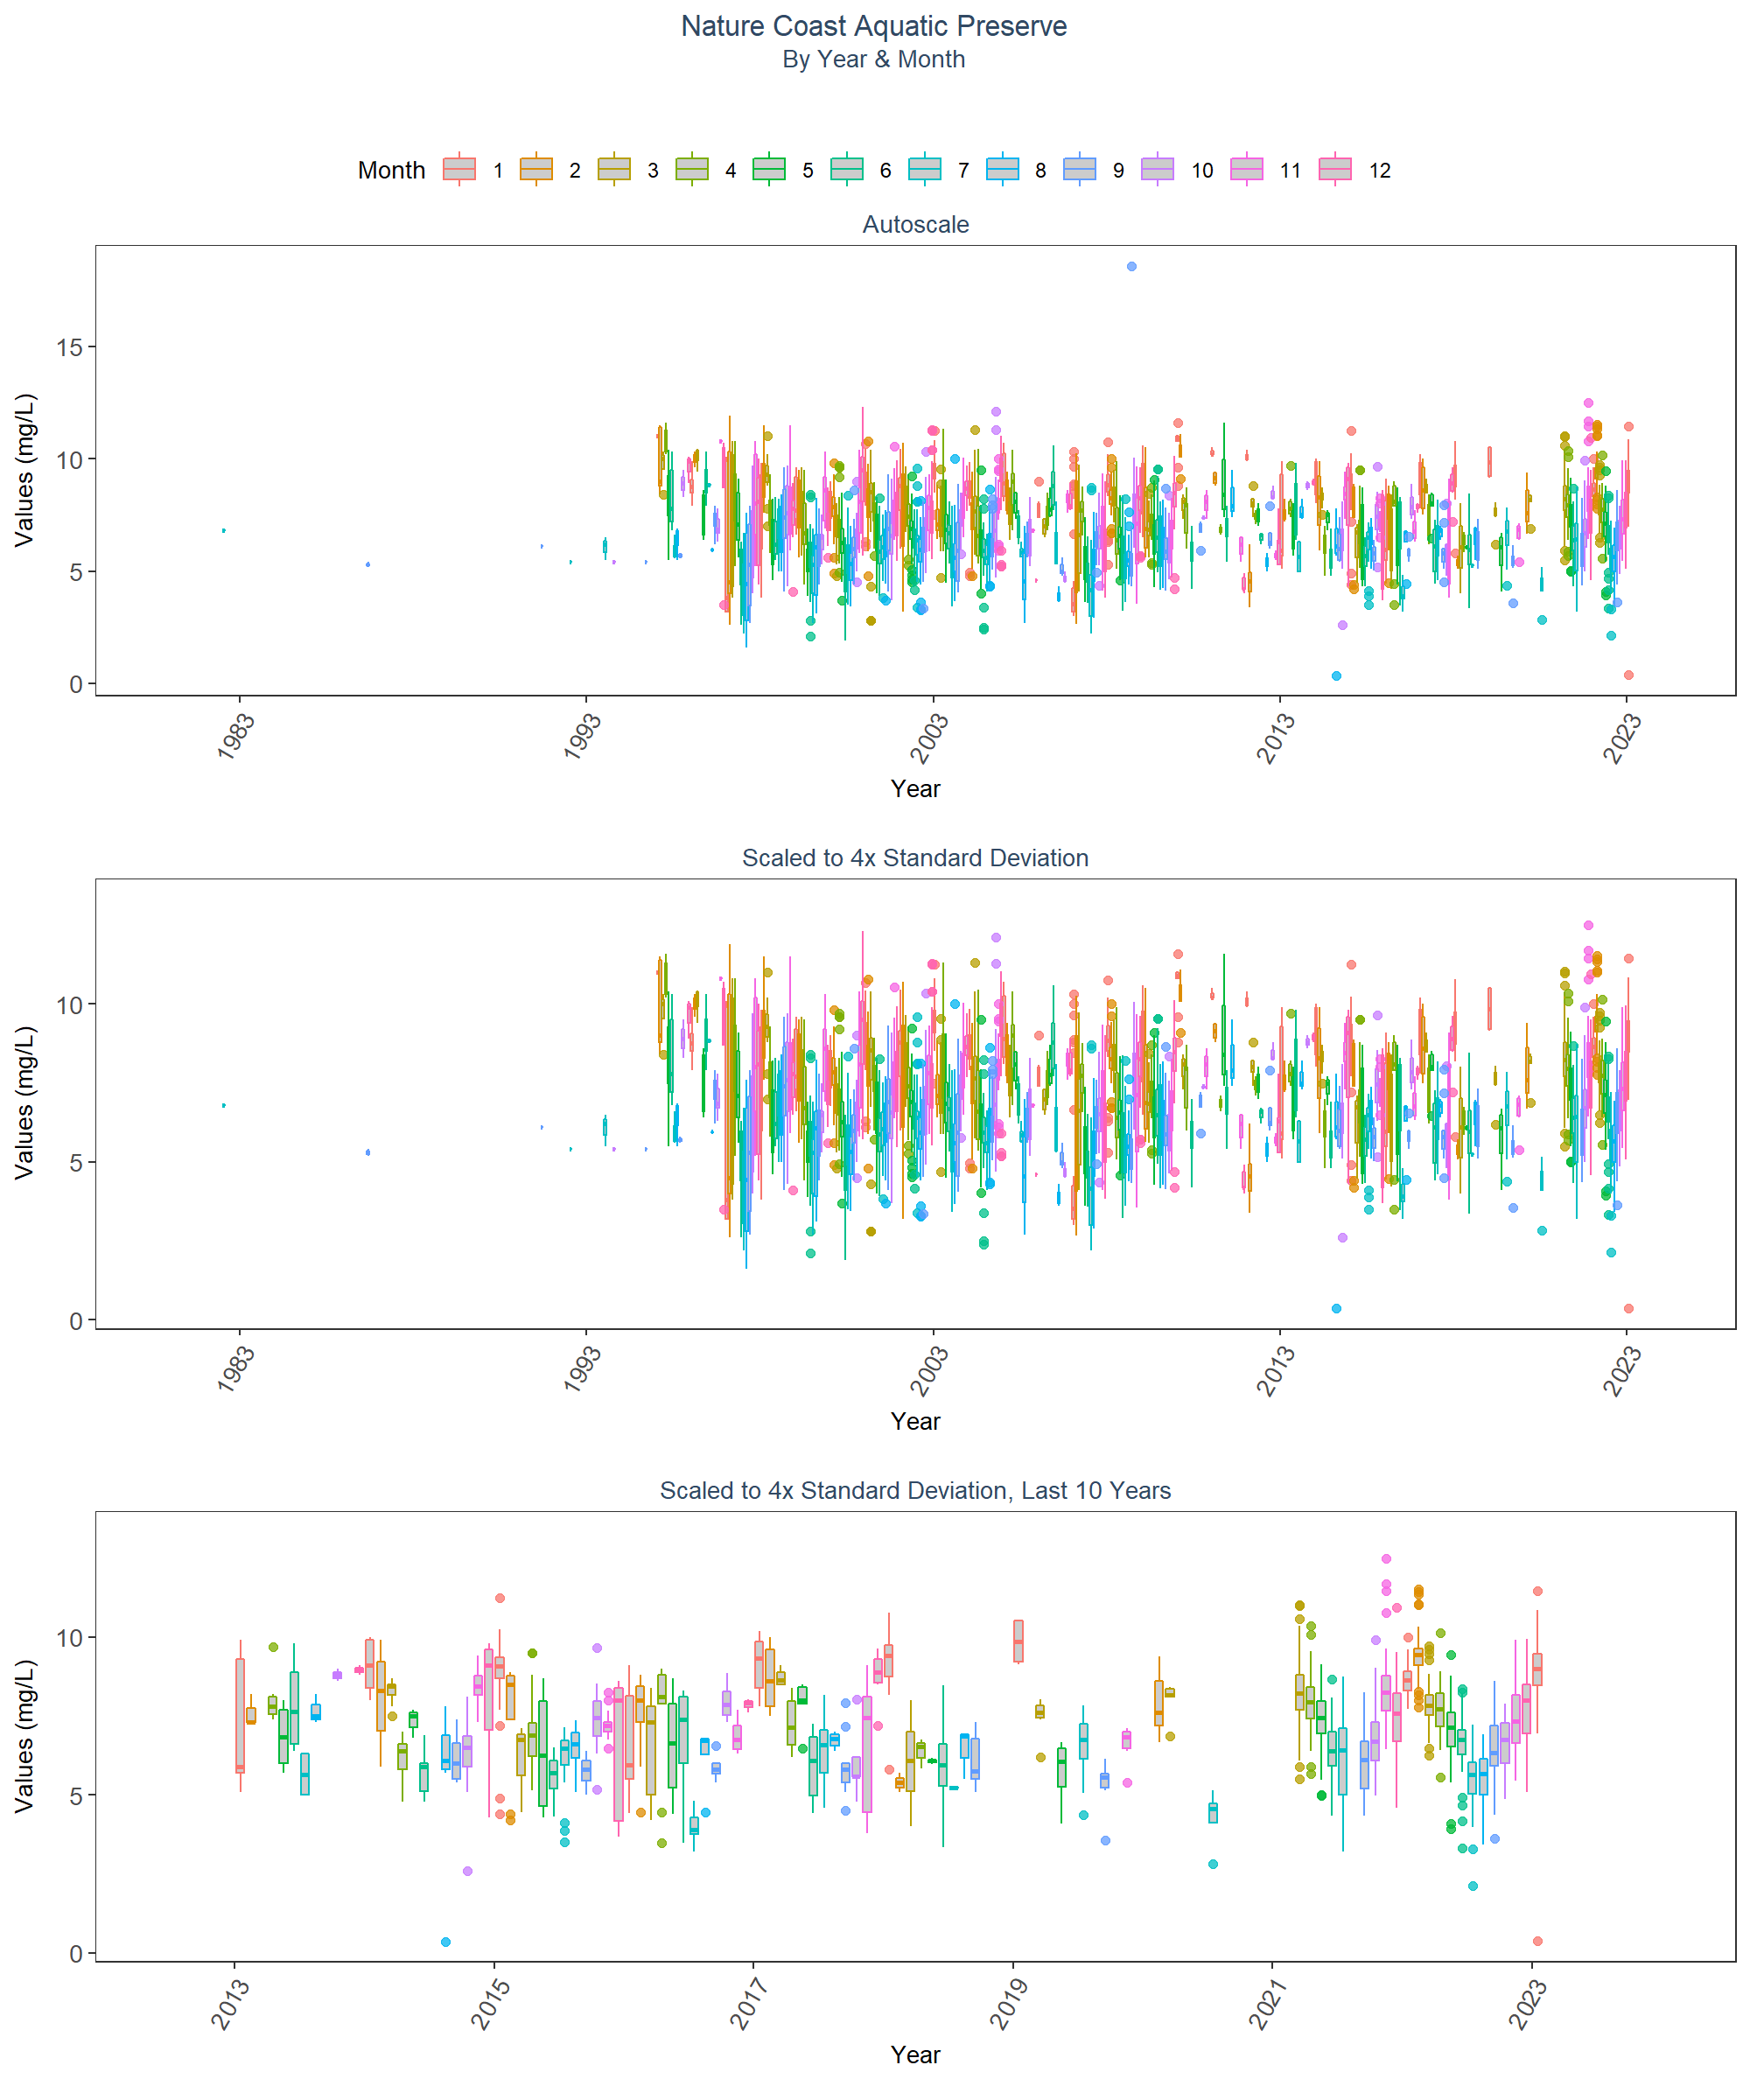 Nature Coast Aquatic Preserve
By Year & Month
Month 1 2 3 4 5 6 7 8 9 10 11 12
Autoscale
Values (mg/L)
15
10
5
0
1983 1993 2003 2013 2023
Year
Scaled to 4x Standard Deviation
Values (mg/L)
10
5
0
1983 1993 2003 2013 2023
Year
Scaled to 4x Standard Deviation, Last 10 Years
Values (mg/L)
10
5
0
2013 2015 2017 2019 2021 2023
Year